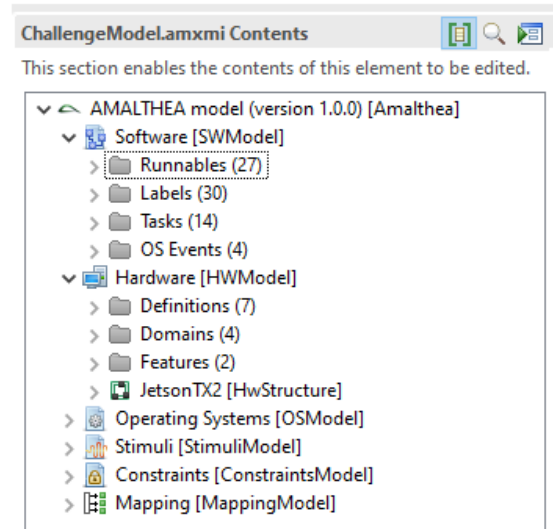 ChallengeModel.amxmi Contents
This section enables the contents of this element to be edited.
AMALTHEA model (version 1.0.0) [Amalthea]
Software [SWModel]
Runnables (27)
Labels (30)
Tasks (14)
OS Events (4)
Hardware [HWModel]
Definitions (7)
Domains (4)
Features (2)
JetsonTX2 [HwStructure]
Operating Systems [OSModel]
Stimuli [StimuliModel]
Constraints [ConstraintsModel]
Mapping [MappingModel]